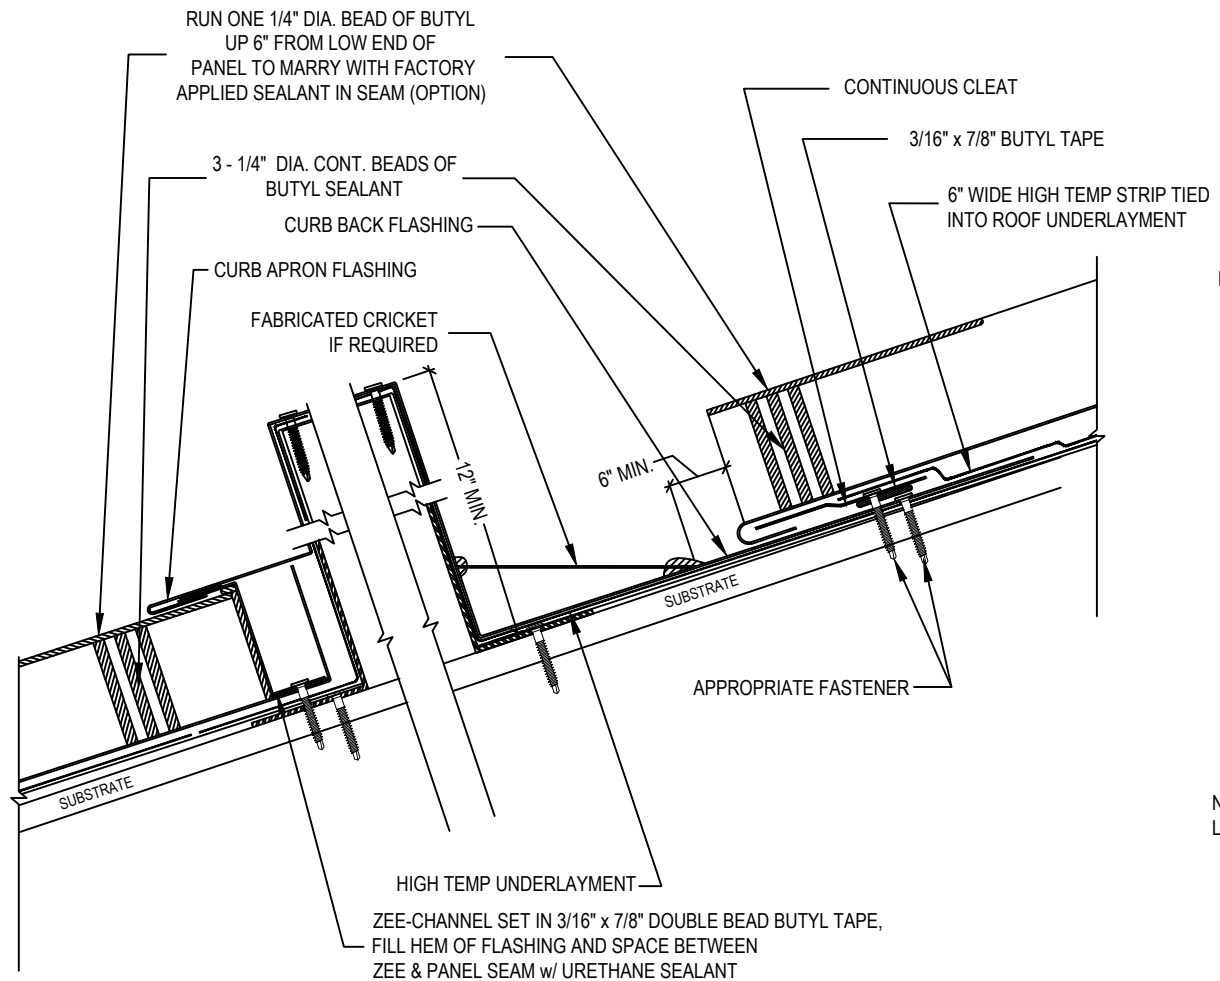 RUN ONE 1/4" DIA. BEAD OF BUTYL
UP 6" FROM LOW END OF
PANEL TO MARRY WITH FACTORY
APPLIED SEALANT IN SEAM (OPTION)
CONTINUOUS CLEAT
3/16" x 7/8" BUTYL TAPE
3 - 1/4" DIA. CONT. BEADS OF
BUTYL SEALANT
6" WIDE HIGH TEMP STRIP TIED
INTO ROOF UNDERLAYMENT
CURB BACK FLASHING
CURB APRON FLASHING
FABRICATED CRICKET
IF REQUIRED
12" MIN.
6" MIN.
SUBSTRATE
APPROPRIATE FASTENER
SUBSTRATE
N
L
HIGH TEMP UNDERLAYMENT
ZEE-CHANNEL SET IN 3/16" x 7/8" DOUBLE BEAD BUTYL TAPE,
FILL HEM OF FLASHING AND SPACE BETWEEN
ZEE & PANEL SEAM w/ URETHANE SEALANT